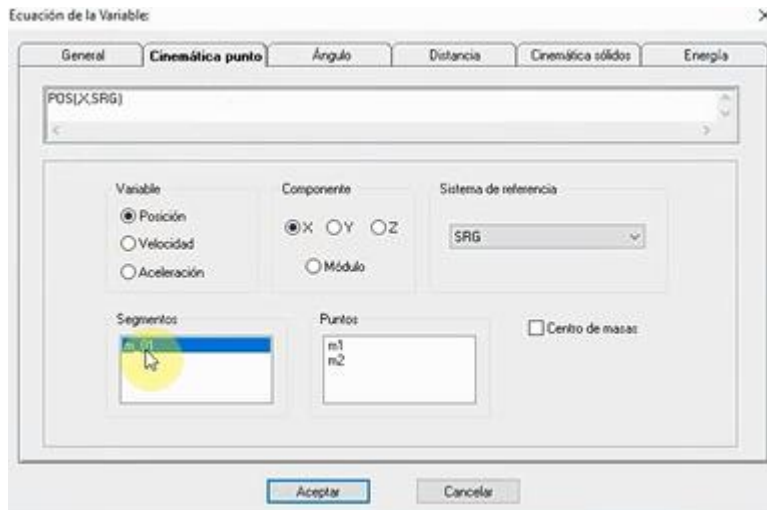 Ecuación de la Variable:
General
Cinemática punto
Ángulo
Distancia
Cinemática sólidos
Energía
POS(,X,SRG)
Variable
Posición
Velocidad
Aceleración
Componente
X Y Z
Módulo
Sistema de referencia
SRG
Segmentos
m_01
Puntos
m1
m2
Centro de masas
Aceptar
Cancelar